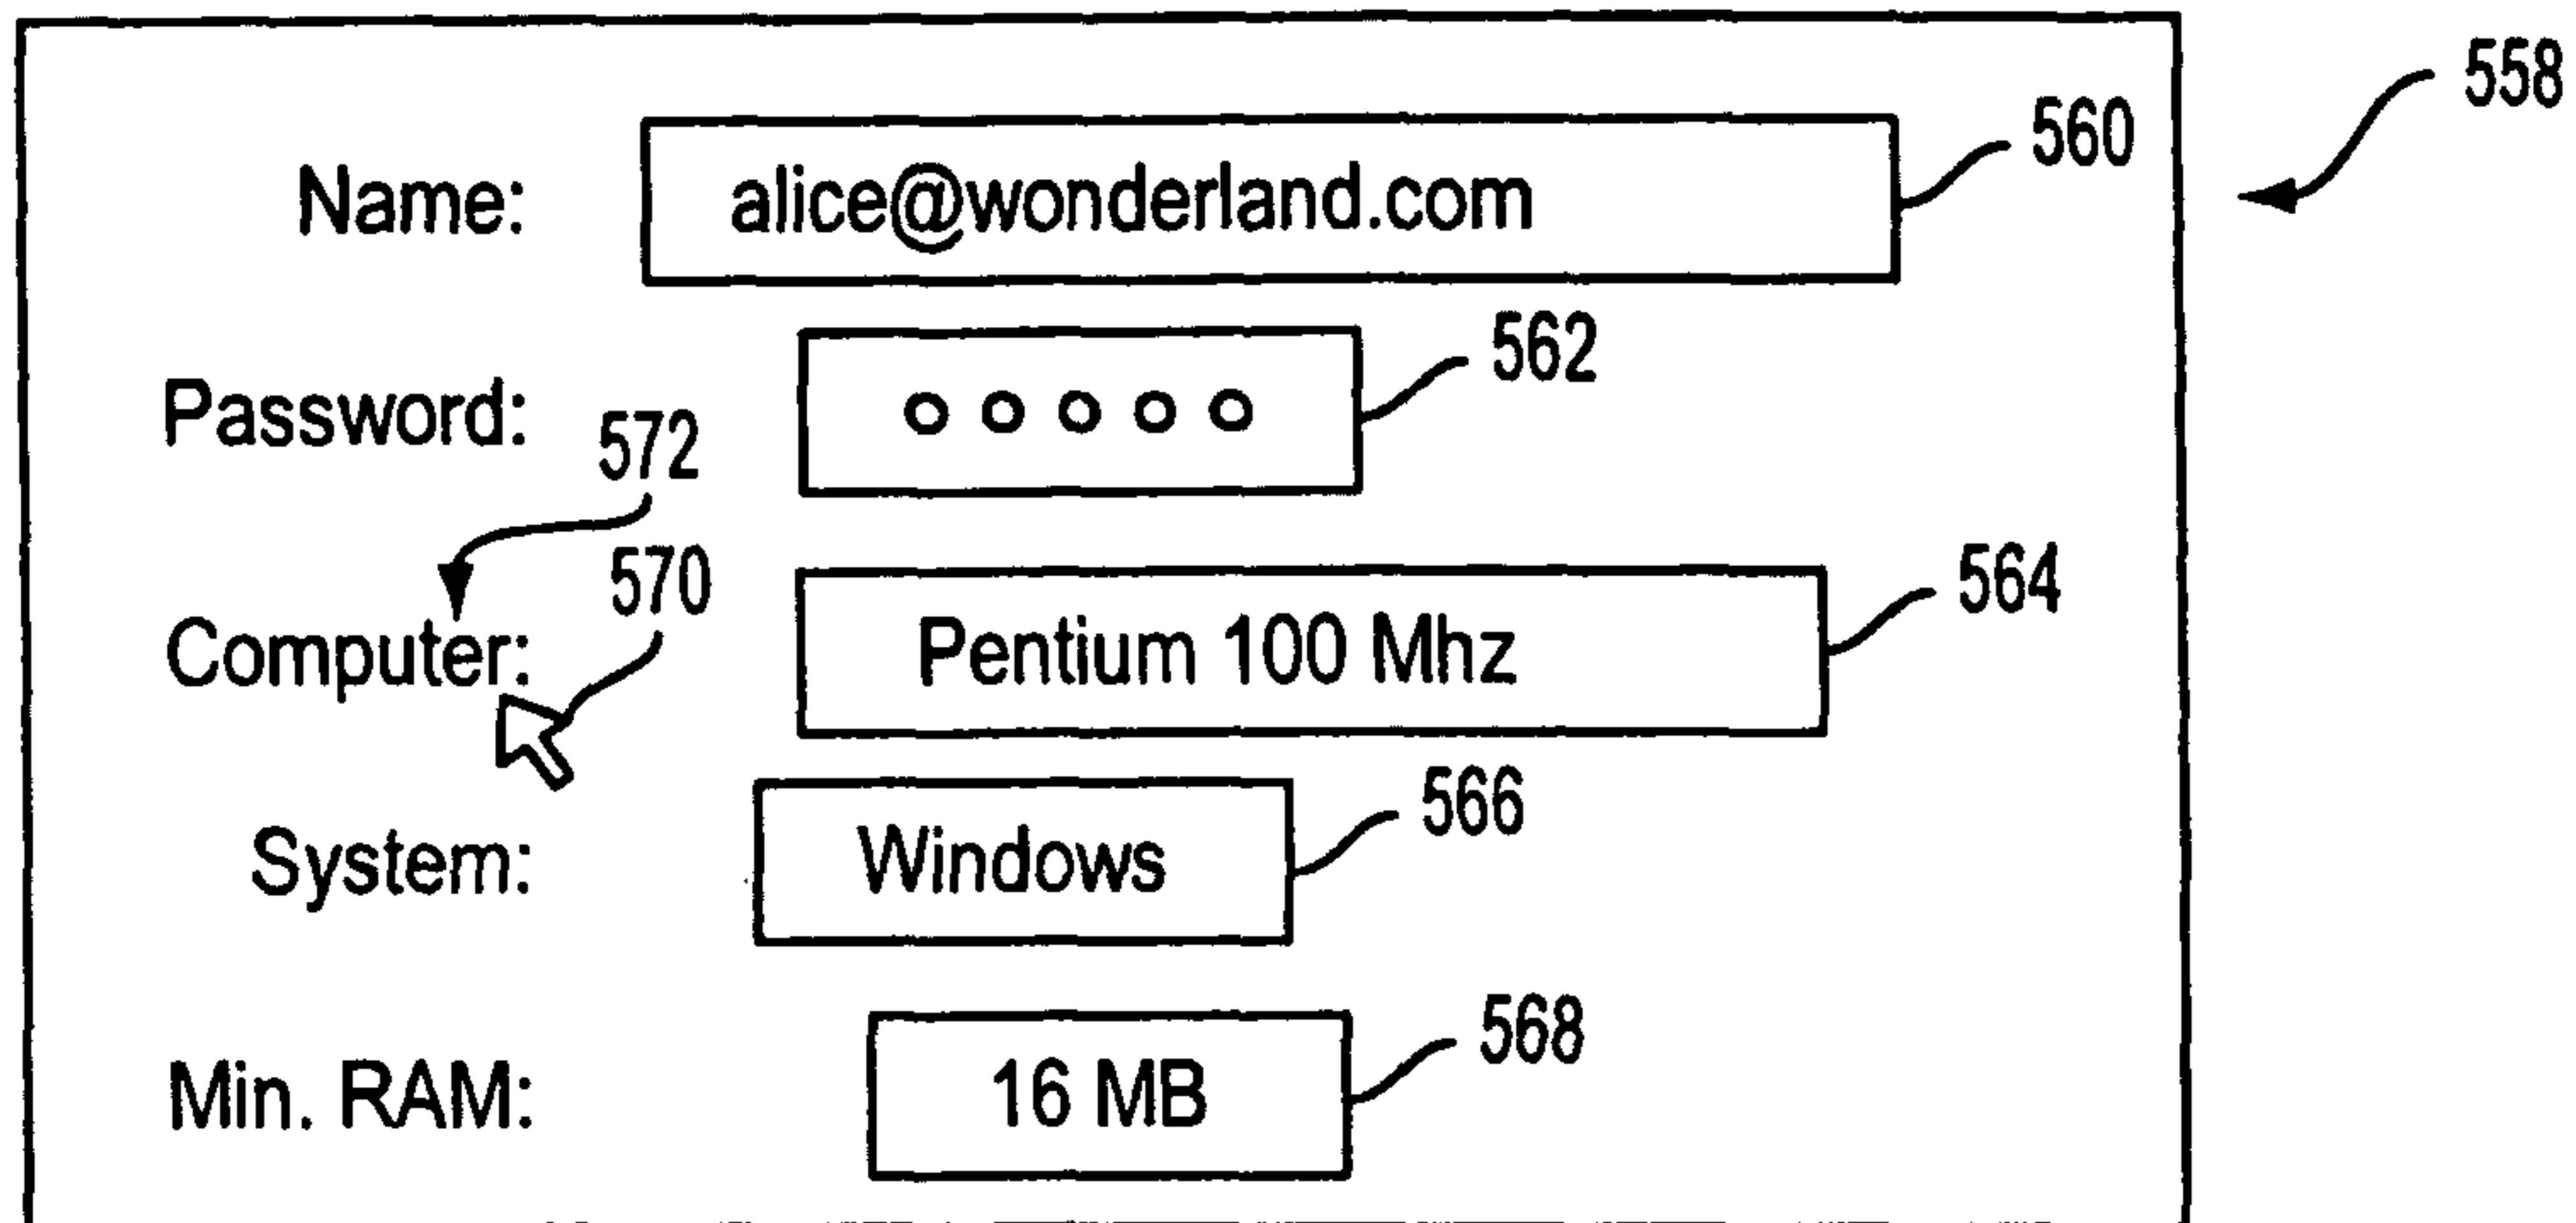 558
Name: alice@wonderland.com 560
Password: ○ ○ ○ ○ ○ 562
572
570
Computer: Pentium 100 Mhz 564
System: Windows 566
Min. RAM: 16 MB 568